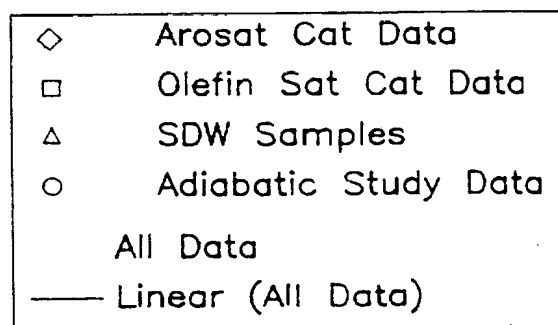 Arosat Cat Data
Olefin Sat Cat Data
SDW Samples
Adiabatic Study Data
All Data
Linear (All Data)